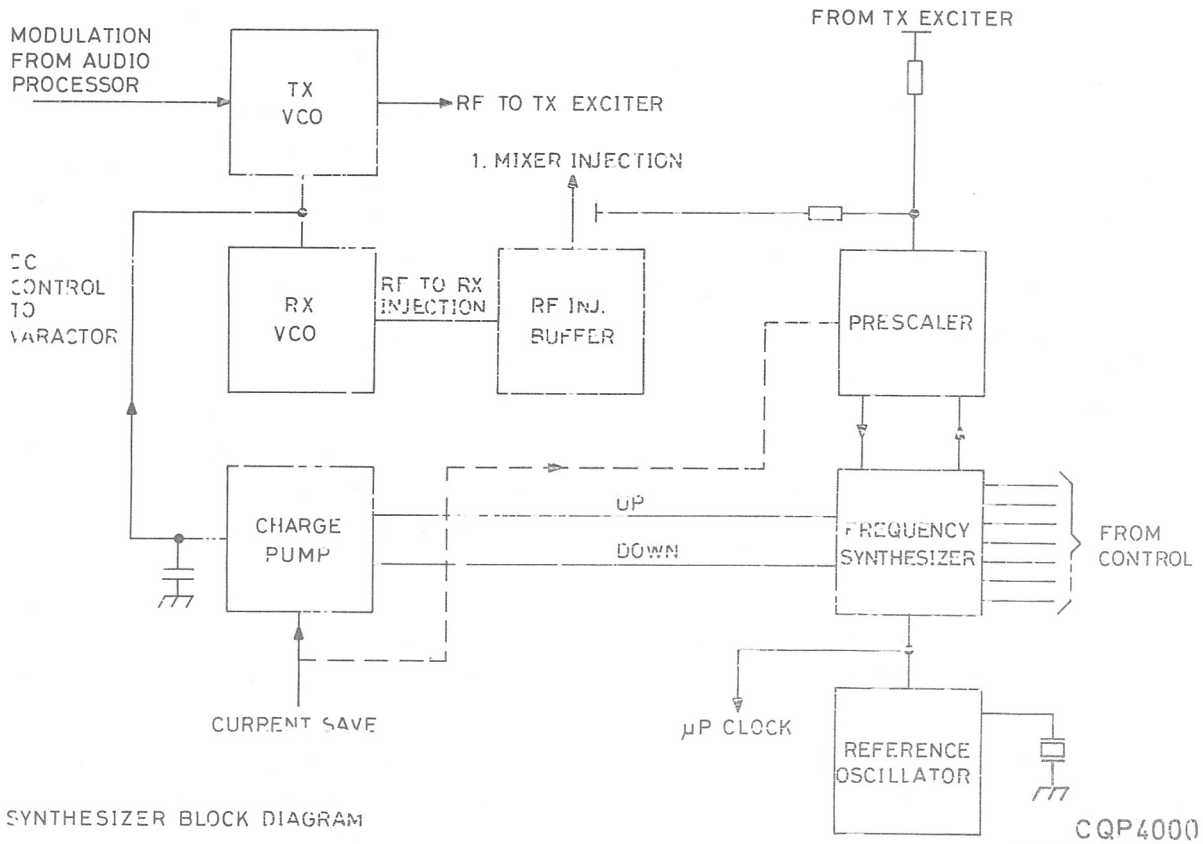 MODULATION
FROM AUDIO
PROCESSOR
TX
VCO
RF TO TX EXCITER
FROM TX EXCITER
1. MIXER INJECTION
DC
CONTROL
TO
VARACTOR
RX
VCO
RF TO RX
INJECTION
RF INJ.
BUFFER
PRESCALER
CHARGE
PUMP
UP
DOWN
FREQUENCY
SYNTHESIZER
FROM
CONTROL
CURRENT SAVE
µP CLOCK
REFERENCE
OSCILLATOR
SYNTHESIZER BLOCK DIAGRAM
CQP4000